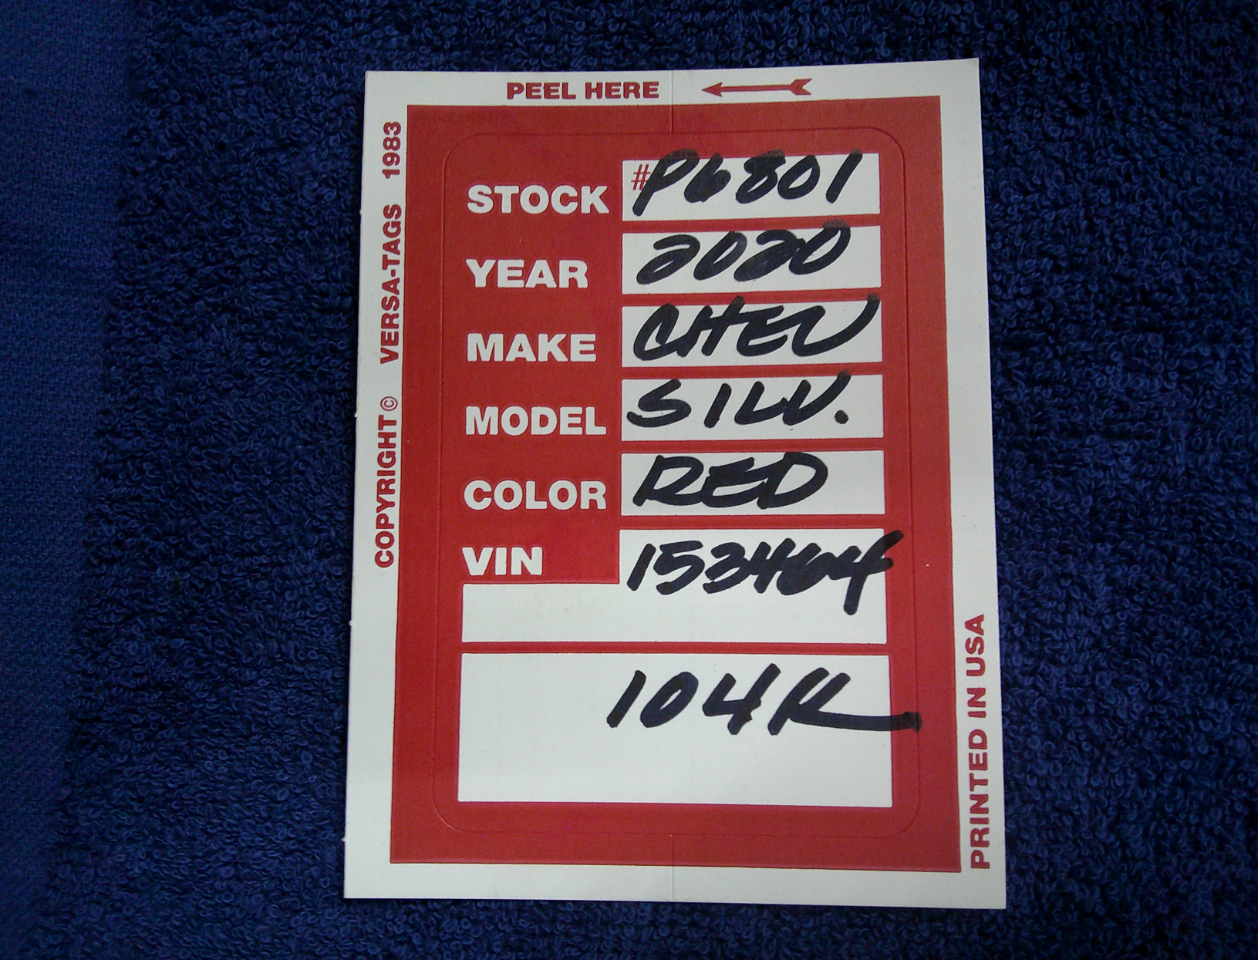 PEEL HERE
COPYRIGHT © VERSA-TAGS 1983
STOCK #P6801
YEAR 2020
MAKE CHEV
MODEL SILV.
COLOR RED
VIN 153464
104K
PRINTED IN USA